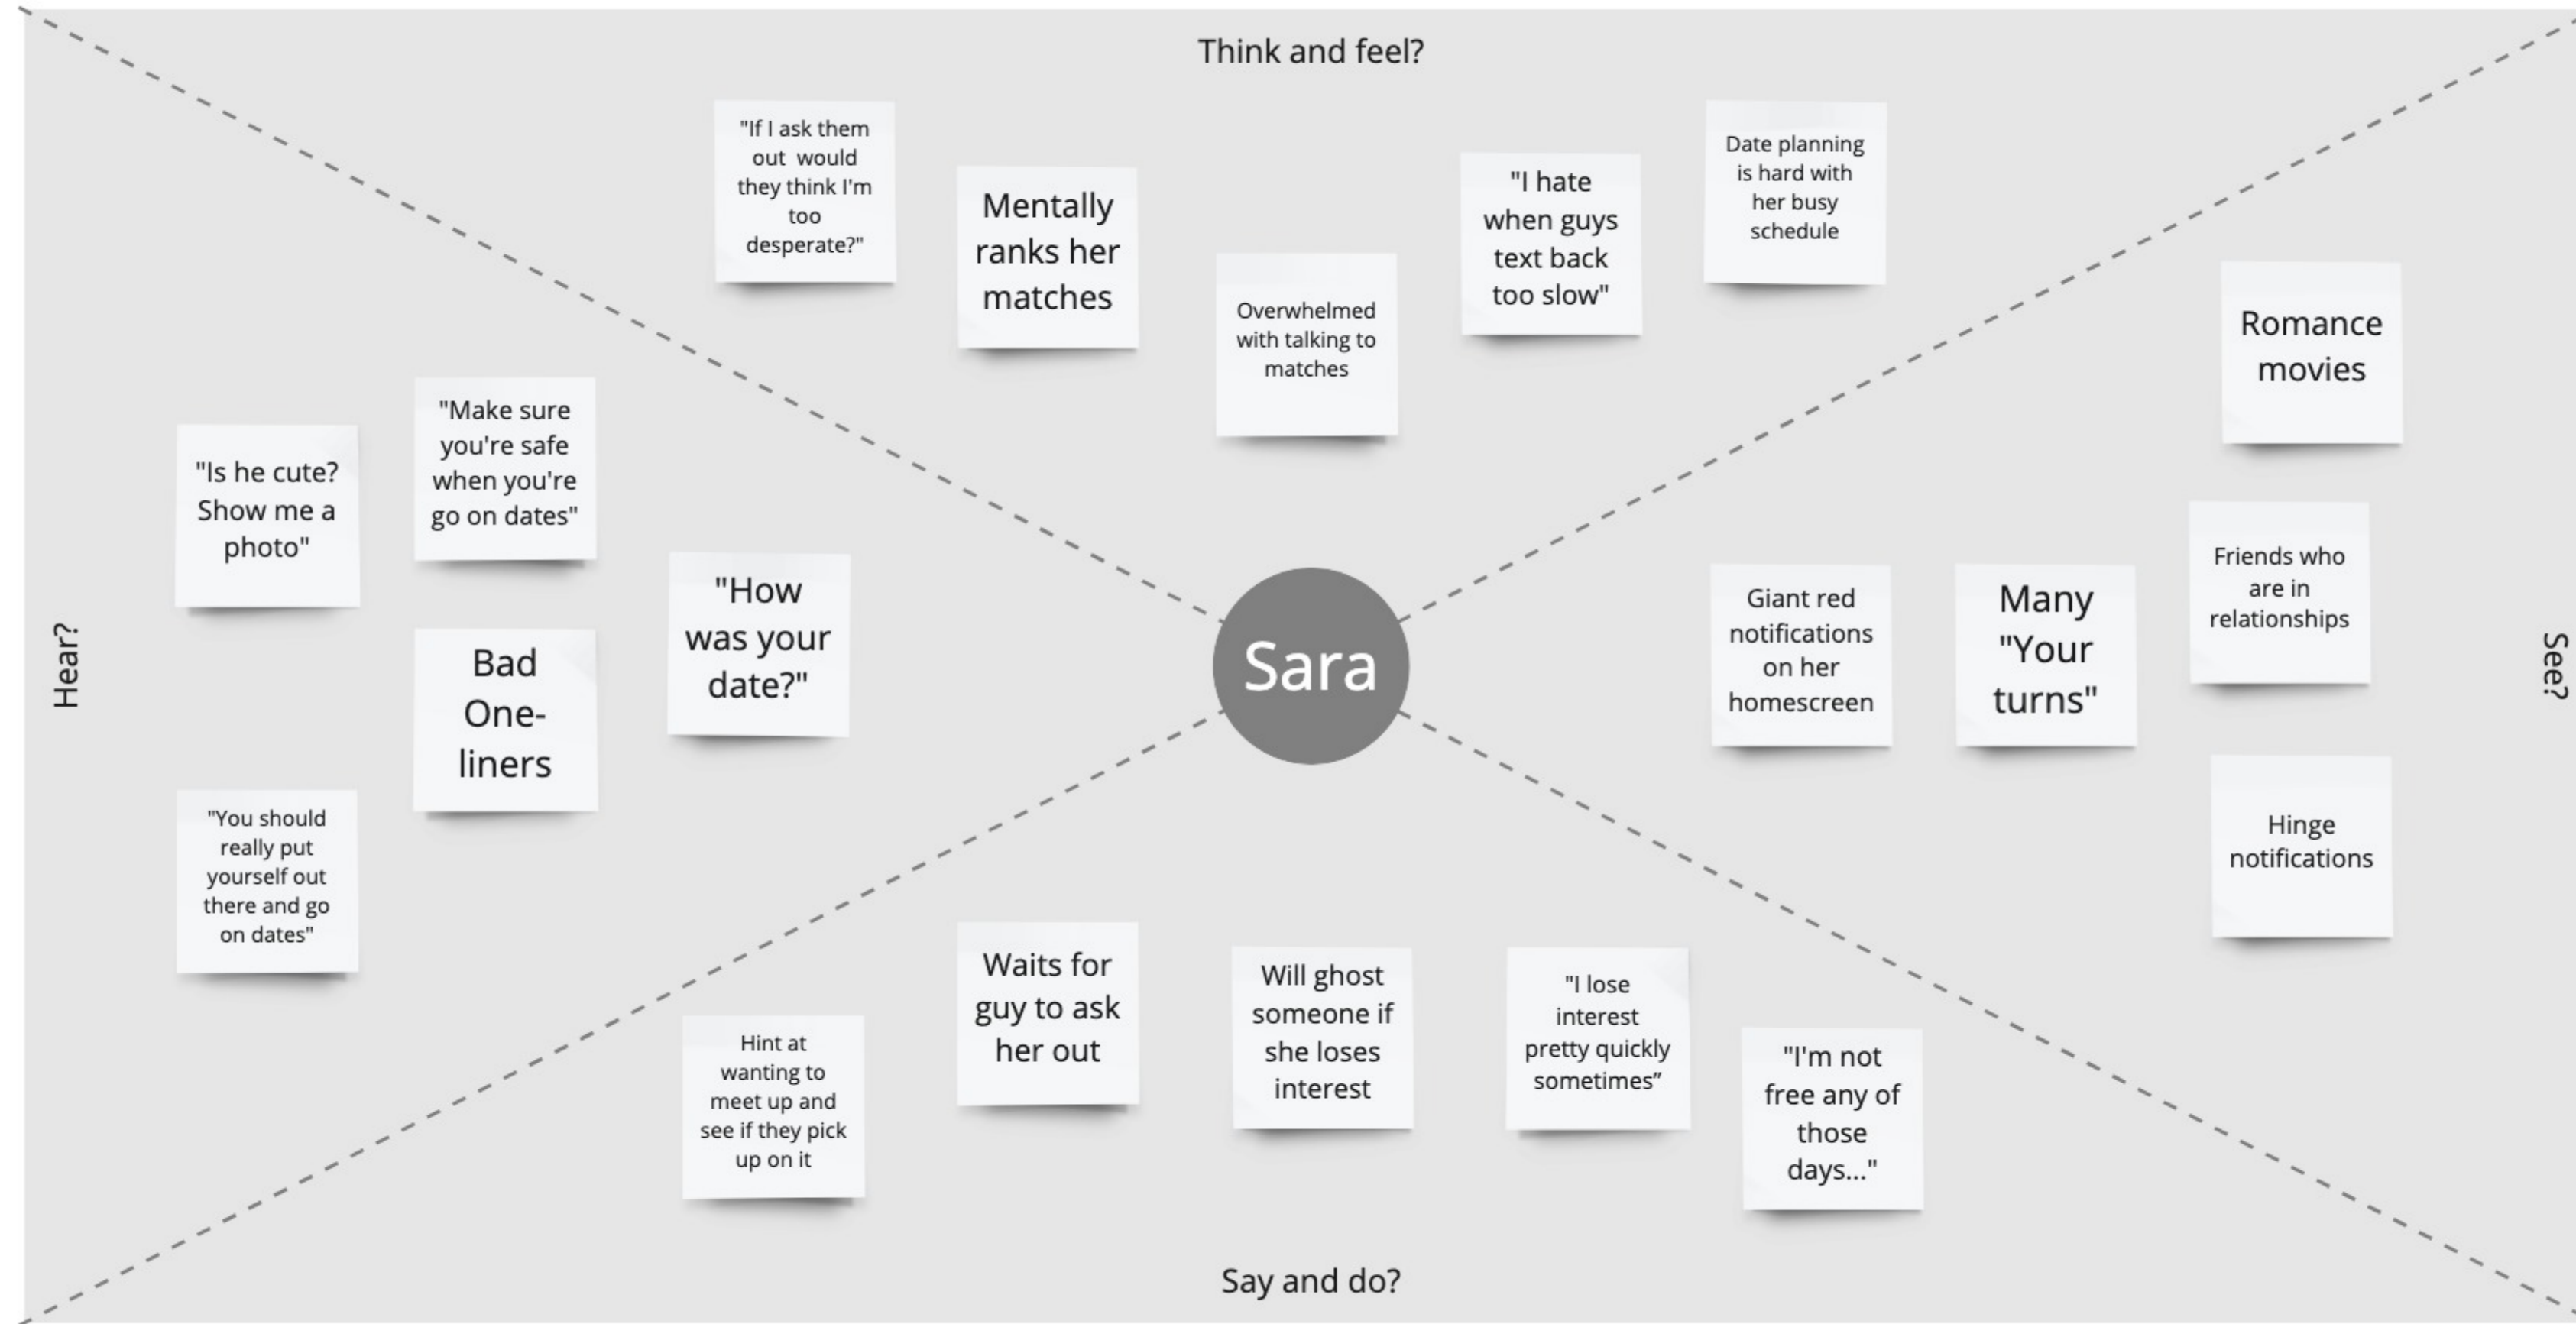 Think and feel?
"If I ask them
out would
they think I'm
too
desperate?"
Mentally
ranks her
matches
Overwhelmed
with talking to
matches
"I hate
when guys
text back
too slow"
Date planning
is hard with
her busy
schedule
Hear?
"Is he cute?
Show me a
photo"
"Make sure
you're safe
when you're
go on dates"
"How
was your
date?"
Bad
One-
liners
"You should
really put
yourself out
there and go
on dates"
Sara
See?
Romance
movies
Friends who
are in
relationships
Giant red
notifications
on her
homescreen
Many
"Your
turns"
Hinge
notifications
Hint at
wanting to
meet up and
see if they pick
up on it
Waits for
guy to ask
her out
Will ghost
someone if
she loses
interest
"I lose
interest
pretty quickly
sometimes”
"I'm not
free any of
those
days..."
Say and do?